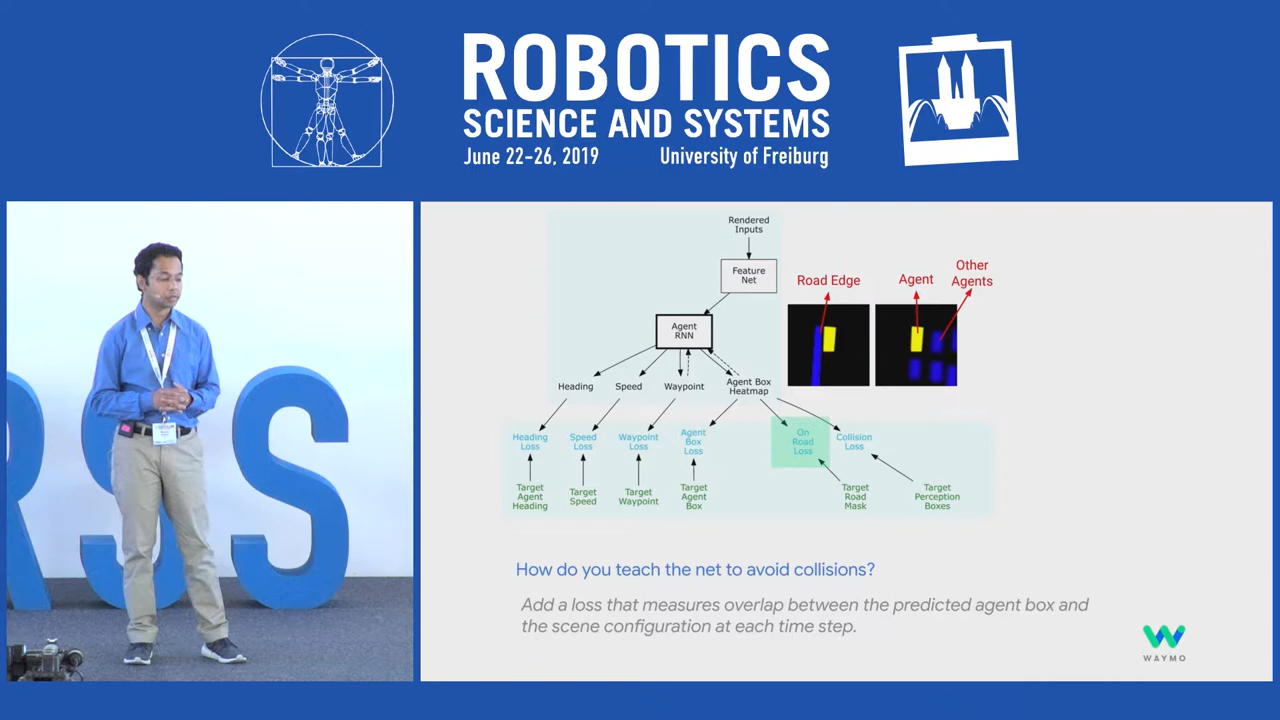 ROBOTICS
SCIENCE AND SYSTEMS
June 22-26, 2019 University of Freiburg
RSS
Rendered
Inputs
Feature
Net
Agent
RNN
Heading
Speed
Waypoint
Agent Box
Heatmap
Heading
Loss
Speed
Loss
Waypoint
Loss
Agent
Box
Loss
On
Road
Loss
Collision
Loss
Target
Agent
Heading
Target
Speed
Target
Waypoint
Target
Agent
Box
Target
Road
Mask
Target
Perception
Boxes
Road Edge
Agent
Other
Agents
How do you teach the net to avoid collisions?
Add a loss that measures overlap between the predicted agent box and
the scene configuration at each time step.
WAYMO